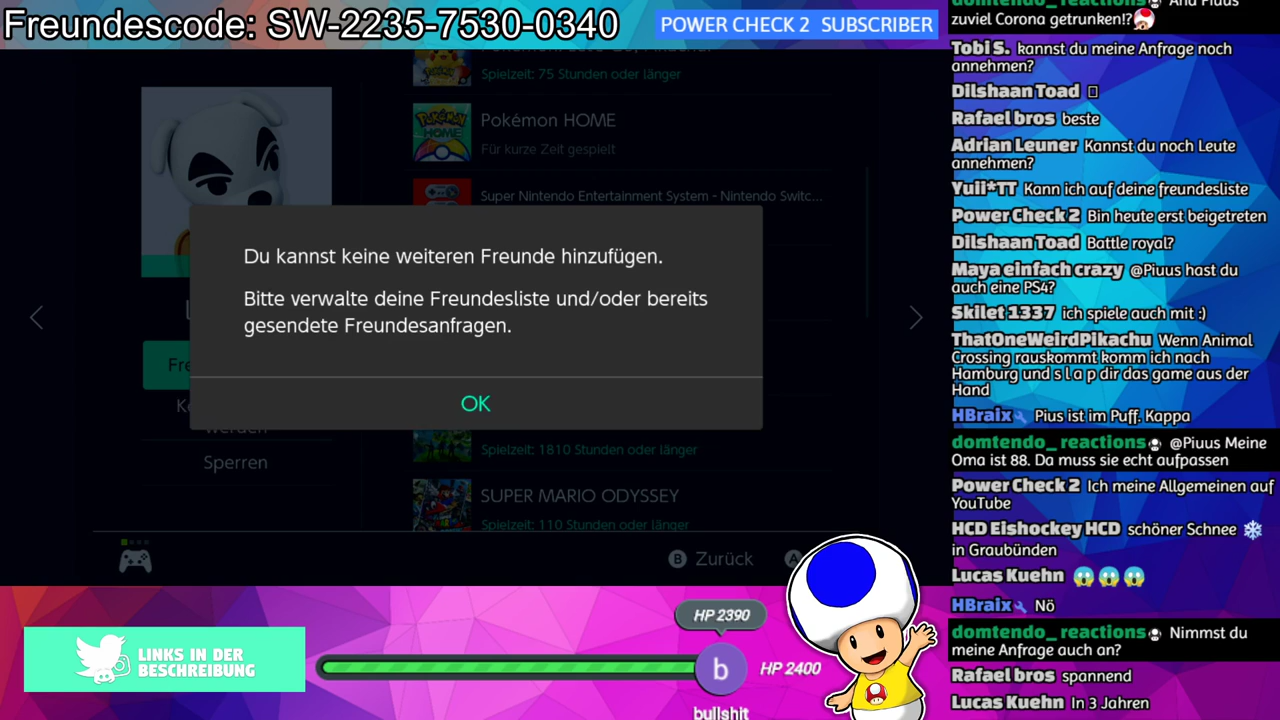 Freundescode: SW-2235-7530-0340
POWER CHECK 2 SUBSCRIBER
Spielzeit: 75 Stunden oder länger
Pokémon HOME
Für kurze Zeit gespielt
Super Nintendo Entertainment System - Nintendo Switc...
Du kannst keine weiteren Freunde hinzufügen.
Bitte verwalte deine Freundesliste und/oder bereits
gesendete Freundesanfragen.
OK
werden
Sperren
Spielzeit: 1810 Stunden oder länger
SUPER MARIO ODYSSEY
Spielzeit: 110 Stunden oder länger
B Zurück
A
LINKS IN DER
BESCHREIBUNG
HP 2390
b
HP 2400
bullshit
domtendo_reactions And Piuus
zuviel Corona getrunken!?
Tobi S. kannst du meine Anfrage noch
annehmen?
Dilshaan Toad
Rafael bros beste
Adrian Leuner Kannst du noch Leute
annehmen?
Yuii*TT Kann ich auf deine freundesliste
Power Check 2 Bin heute erst beigetreten
Dilshaan Toad Battle royal?
Maya einfach crazy @Piuus hast du
auch eine PS4?
Skilet 1337 ich spiele auch mit :)
ThatOneWeirdPikachu Wenn Animal
Crossing rauskommt komm ich nach
Hamburg und s l a p dir das game aus der
Hand
HBraix Pius ist im Puff. Kappa
domtendo_reactions @Piuus Meine
Oma ist 88. Da muss sie echt aufpassen
Power Check 2 Ich meine Allgemeinen auf
YouTube
HCD Eishockey HCD schöner Schnee ❄️
in Graubünden
Lucas Kuehn 😱😱😱
HBraix Nö
domtendo_reactions Nimmst du
meine Anfrage auch an?
Rafael bros spannend
Lucas Kuehn In 3 Jahren